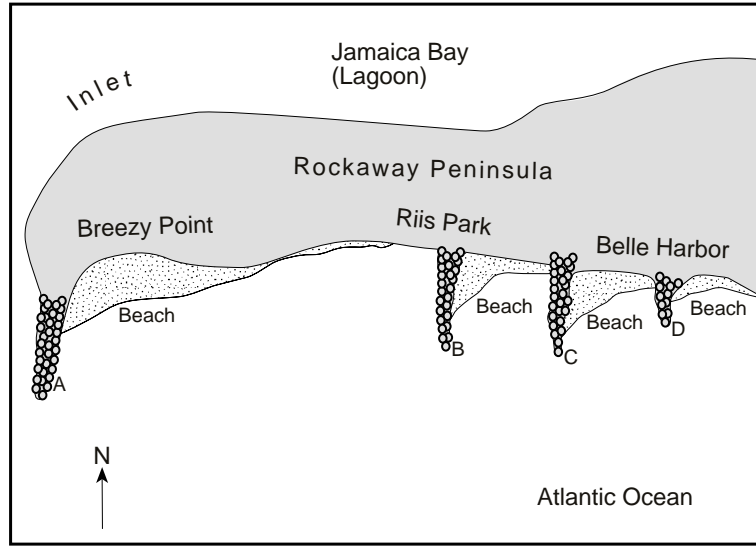 Jamaica Bay
(Lagoon)
Inlet
Rockaway Peninsula
Breezy Point
Riis Park
Belle Harbor
Beach
Beach
Beach
Beach
A
B
C
D
N
Atlantic Ocean